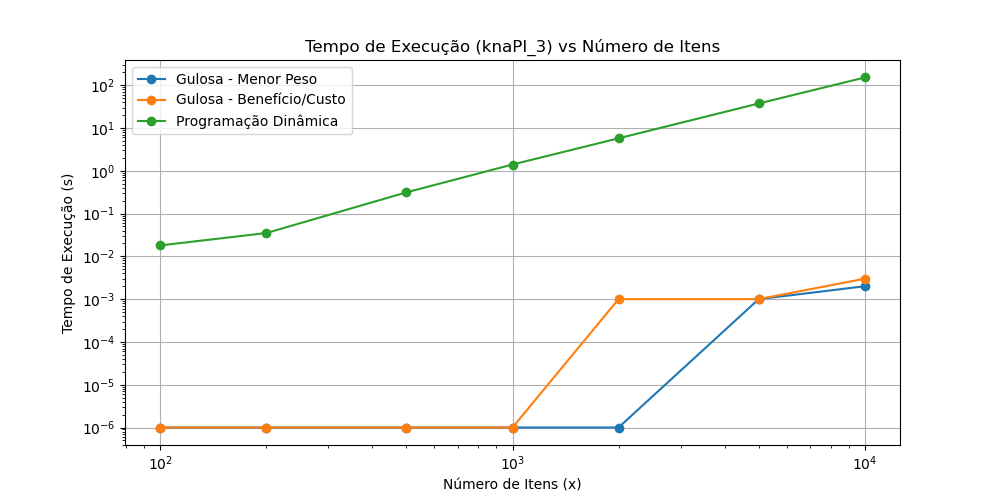 Tempo de Execução (knaPI_3) vs Número de Itens
Gulosa - Menor Peso
Gulosa - Benefício/Custo
Programação Dinâmica
Tempo de Execução (s)
10²
10¹
10⁰
10⁻¹
10⁻²
10⁻³
10⁻⁴
10⁻⁵
10⁻⁶
10² 10³ 10⁴
Número de Itens (x)